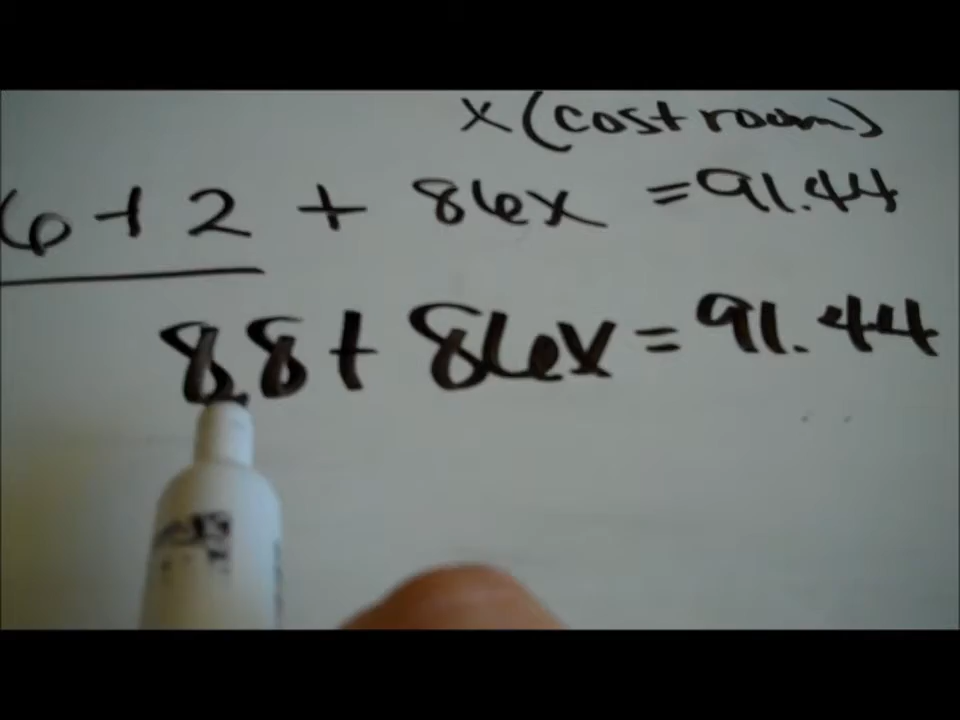 x (cost room)
6 + 2 + 86x = 91.44
88 + 86x = 91.44